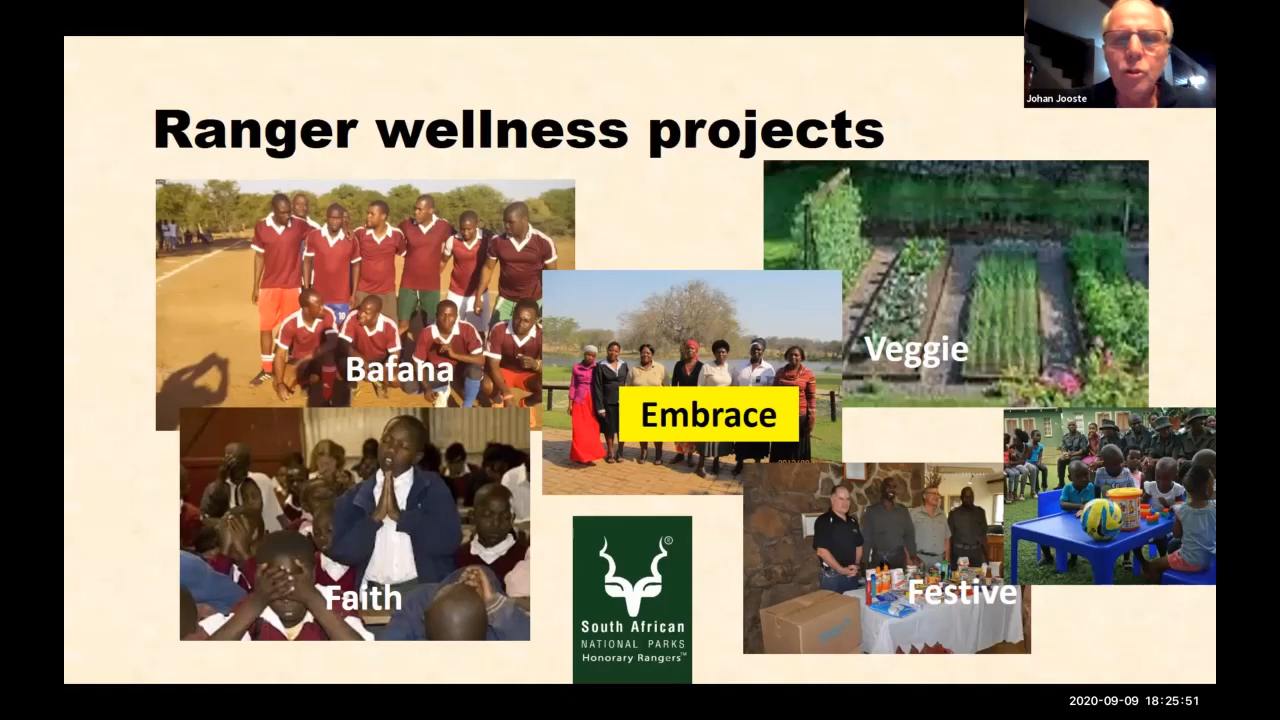 Johan Jooste
Ranger wellness projects
Bafana
Veggie
Embrace
Faith
Festive
South African
NATIONAL PARKS
Honorary Rangers™
2020-09-09 18:25:51